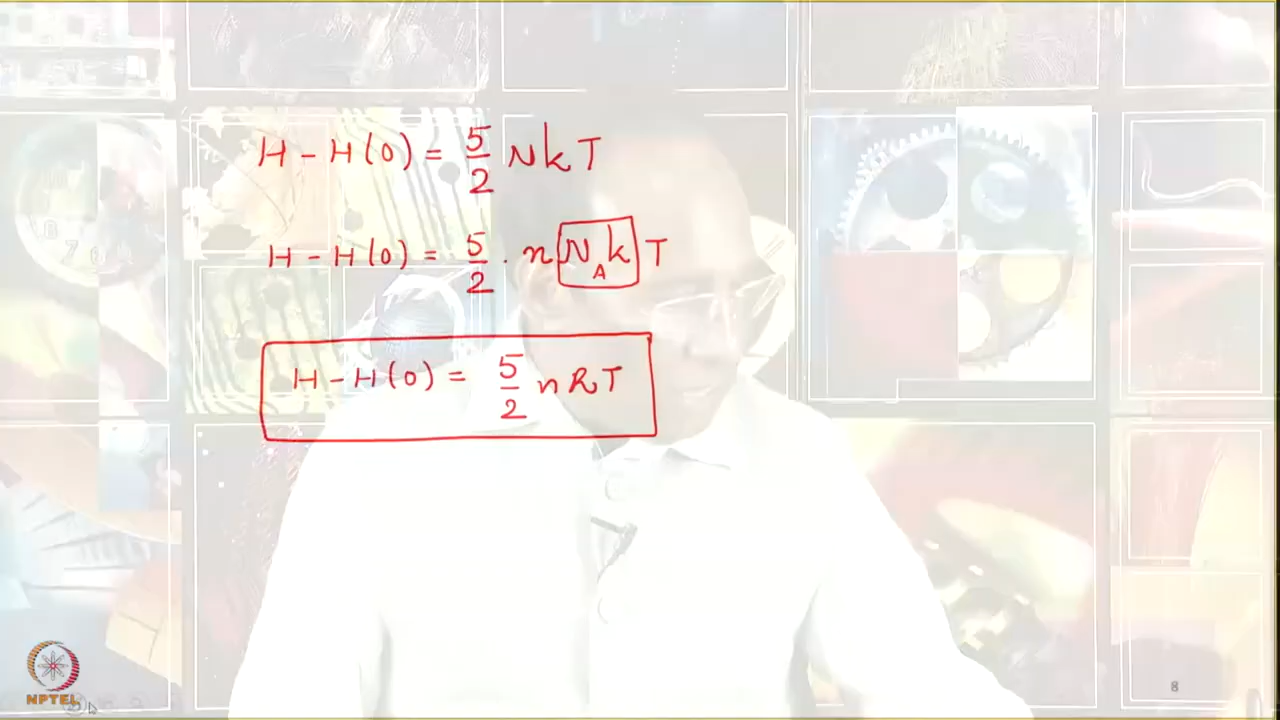 H - H(0) = 5/2 NkT
H - H(0) = 5/2 . n N_A k T
H - H(0) = 5/2 nRT
NPTEL
8